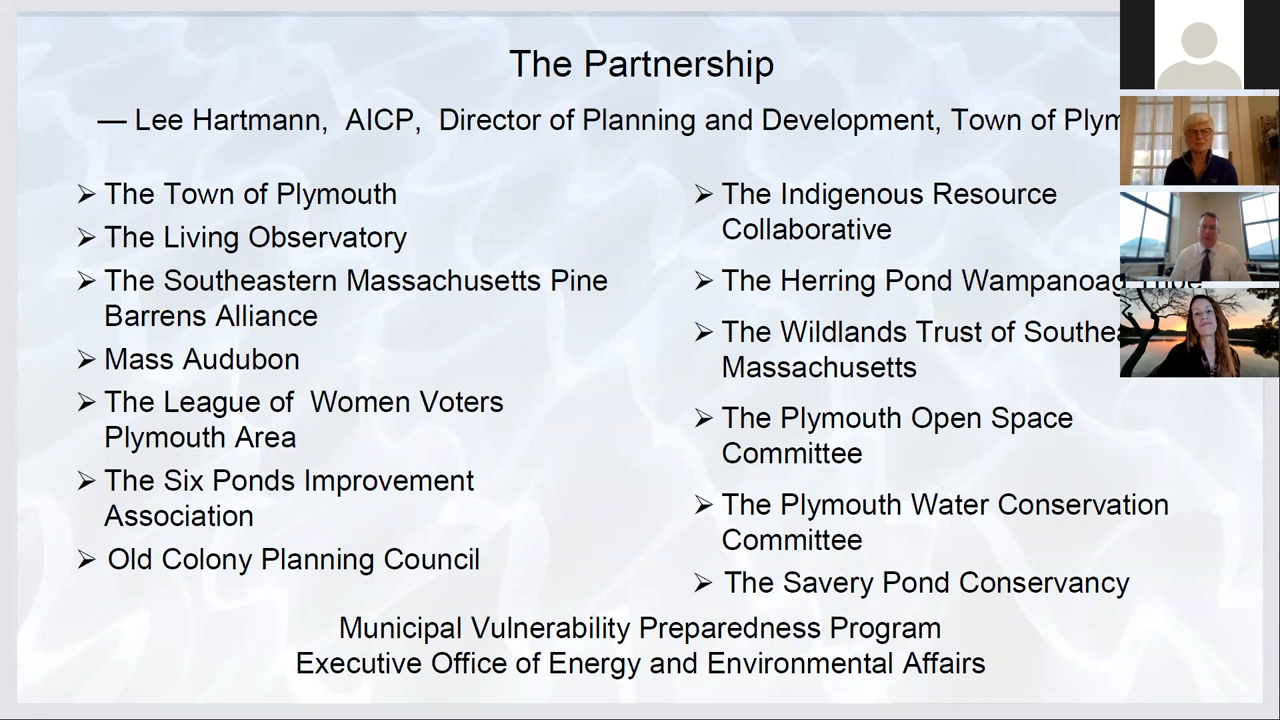 The Partnership
— Lee Hartmann, AICP, Director of Planning and Development, Town of
➢ The Town of Plymouth
➢ The Living Observatory
➢ The Southeastern Massachusetts Pine
Barrens Alliance
➢ Mass Audubon
➢ The League of Women Voters
Plymouth Area
➢ The Six Ponds Improvement
Association
➢ Old Colony Planning Council
➢ The Indigenous Resource
Collaborative
➢ The Herring Pond Wampanoag
➢ The Wildlands Trust of
Massachusetts
➢ The Plymouth Open Space
Committee
➢ The Plymouth Water Conservation
Committee
➢ The Savery Pond Conservancy
Municipal Vulnerability Preparedness Program
Executive Office of Energy and Environmental Affairs